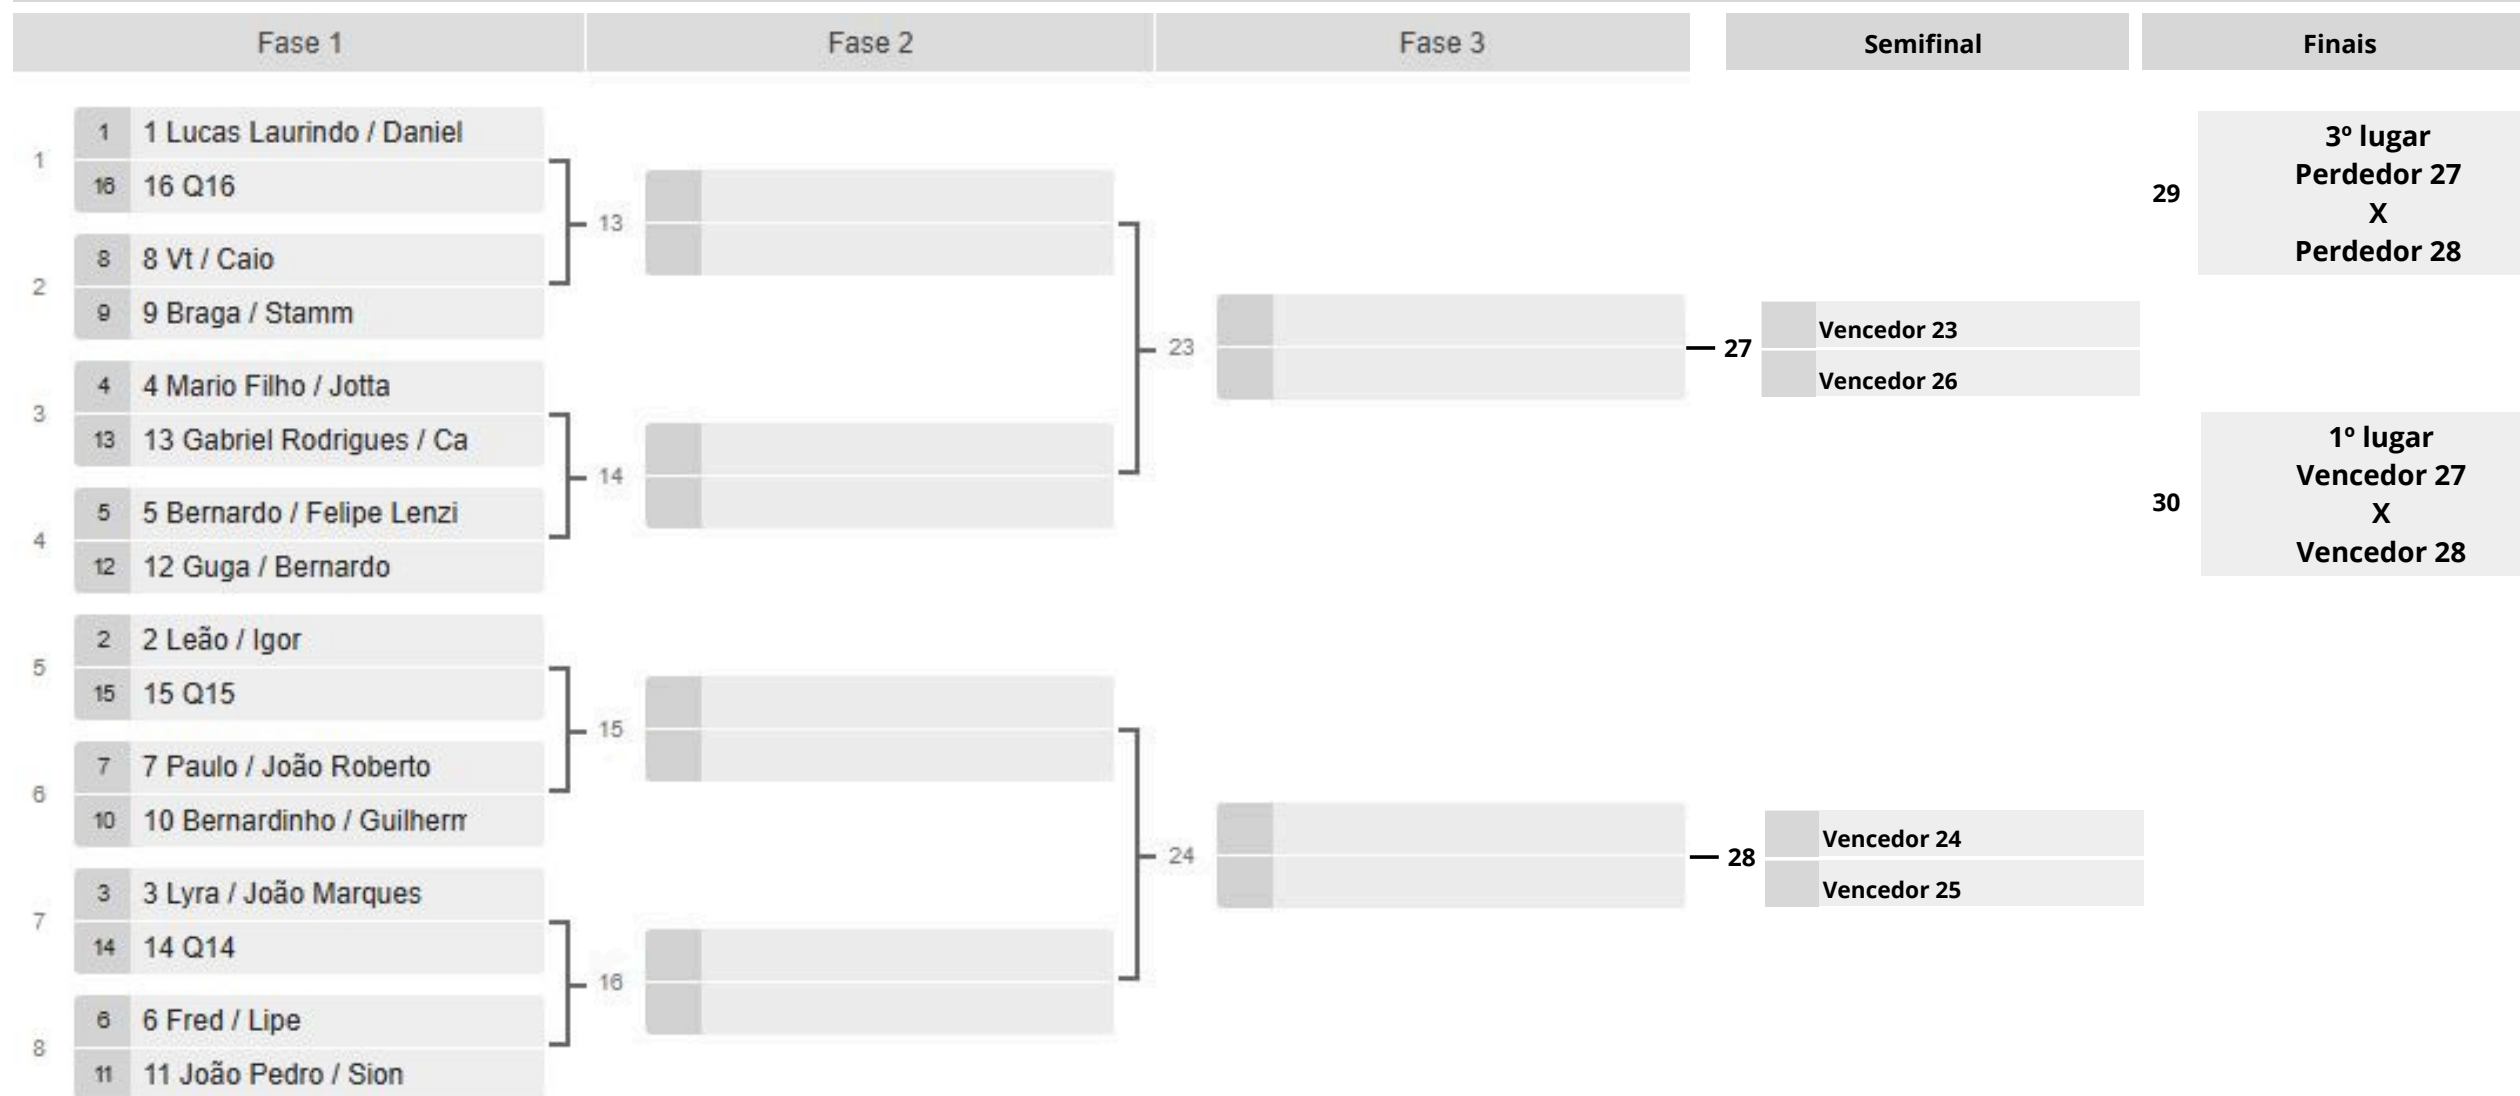 Fase 1
Fase 2
Fase 3
Semifinal
Finais
1
1 1 Lucas Laurindo / Daniel
16 16 Q16
2
8 8 Vt / Caio
9 9 Braga / Stamm
3
4 4 Mario Filho / Jotta
13 13 Gabriel Rodrigues / Ca
4
5 5 Bernardo / Felipe Lenzi
12 12 Guga / Bernardo
5
2 2 Leão / Igor
15 15 Q15
6
7 7 Paulo / João Roberto
10 10 Bernardinho / Guilherm
7
3 3 Lyra / João Marques
14 14 Q14
8
6 6 Fred / Lipe
11 11 João Pedro / Sion
13
14
15
16
23
24
27
Vencedor 23
Vencedor 26
28
Vencedor 24
Vencedor 25
29
3º lugar
Perdedor 27
X
Perdedor 28
30
1º lugar
Vencedor 27
X
Vencedor 28